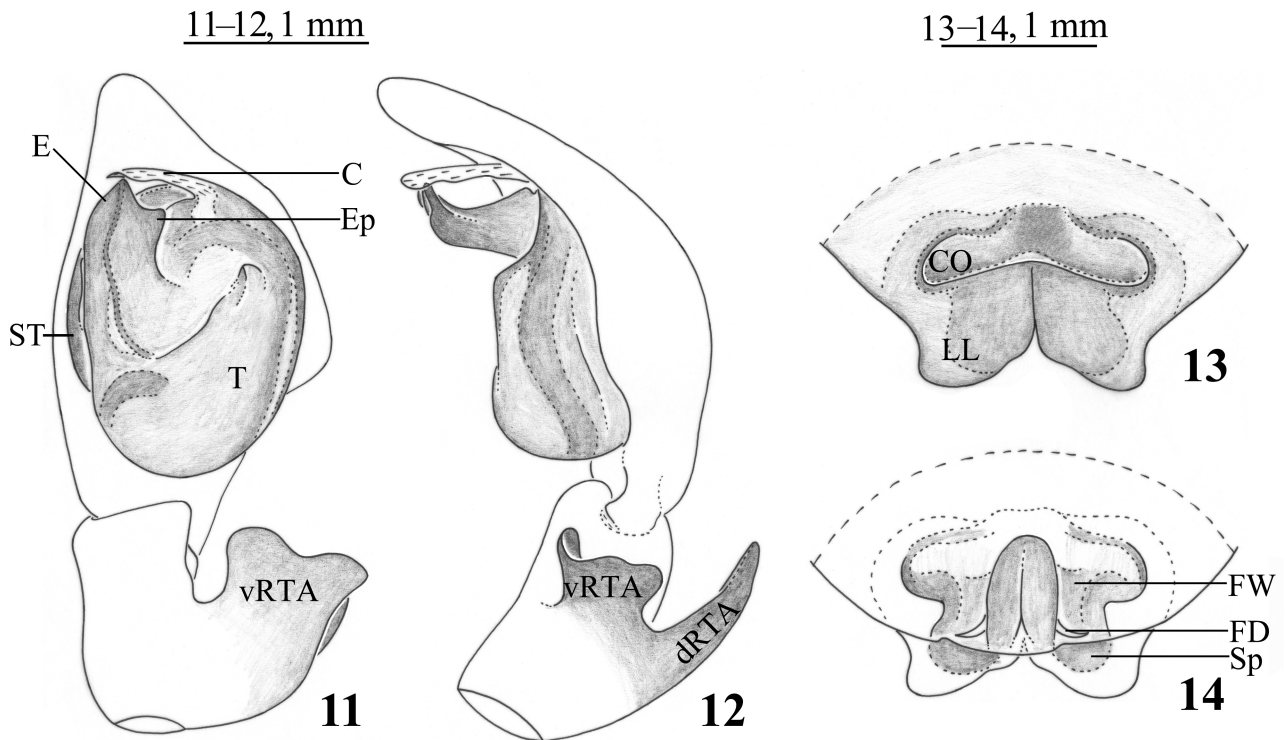 11–12, 1 mm
13–14, 1 mm
E
C
Ep
ST
T
vRTA
11
vRTA
dRTA
12
CO
LL
13
FW
FD
Sp
14